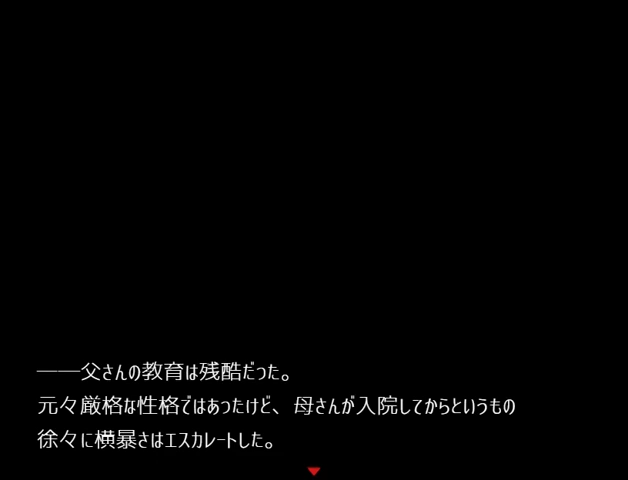 ――父さんの教育は残酷だった。
元々厳格な性格ではあったけど、母さんが入院してからというもの
徐々に横暴さはエスカレートした。